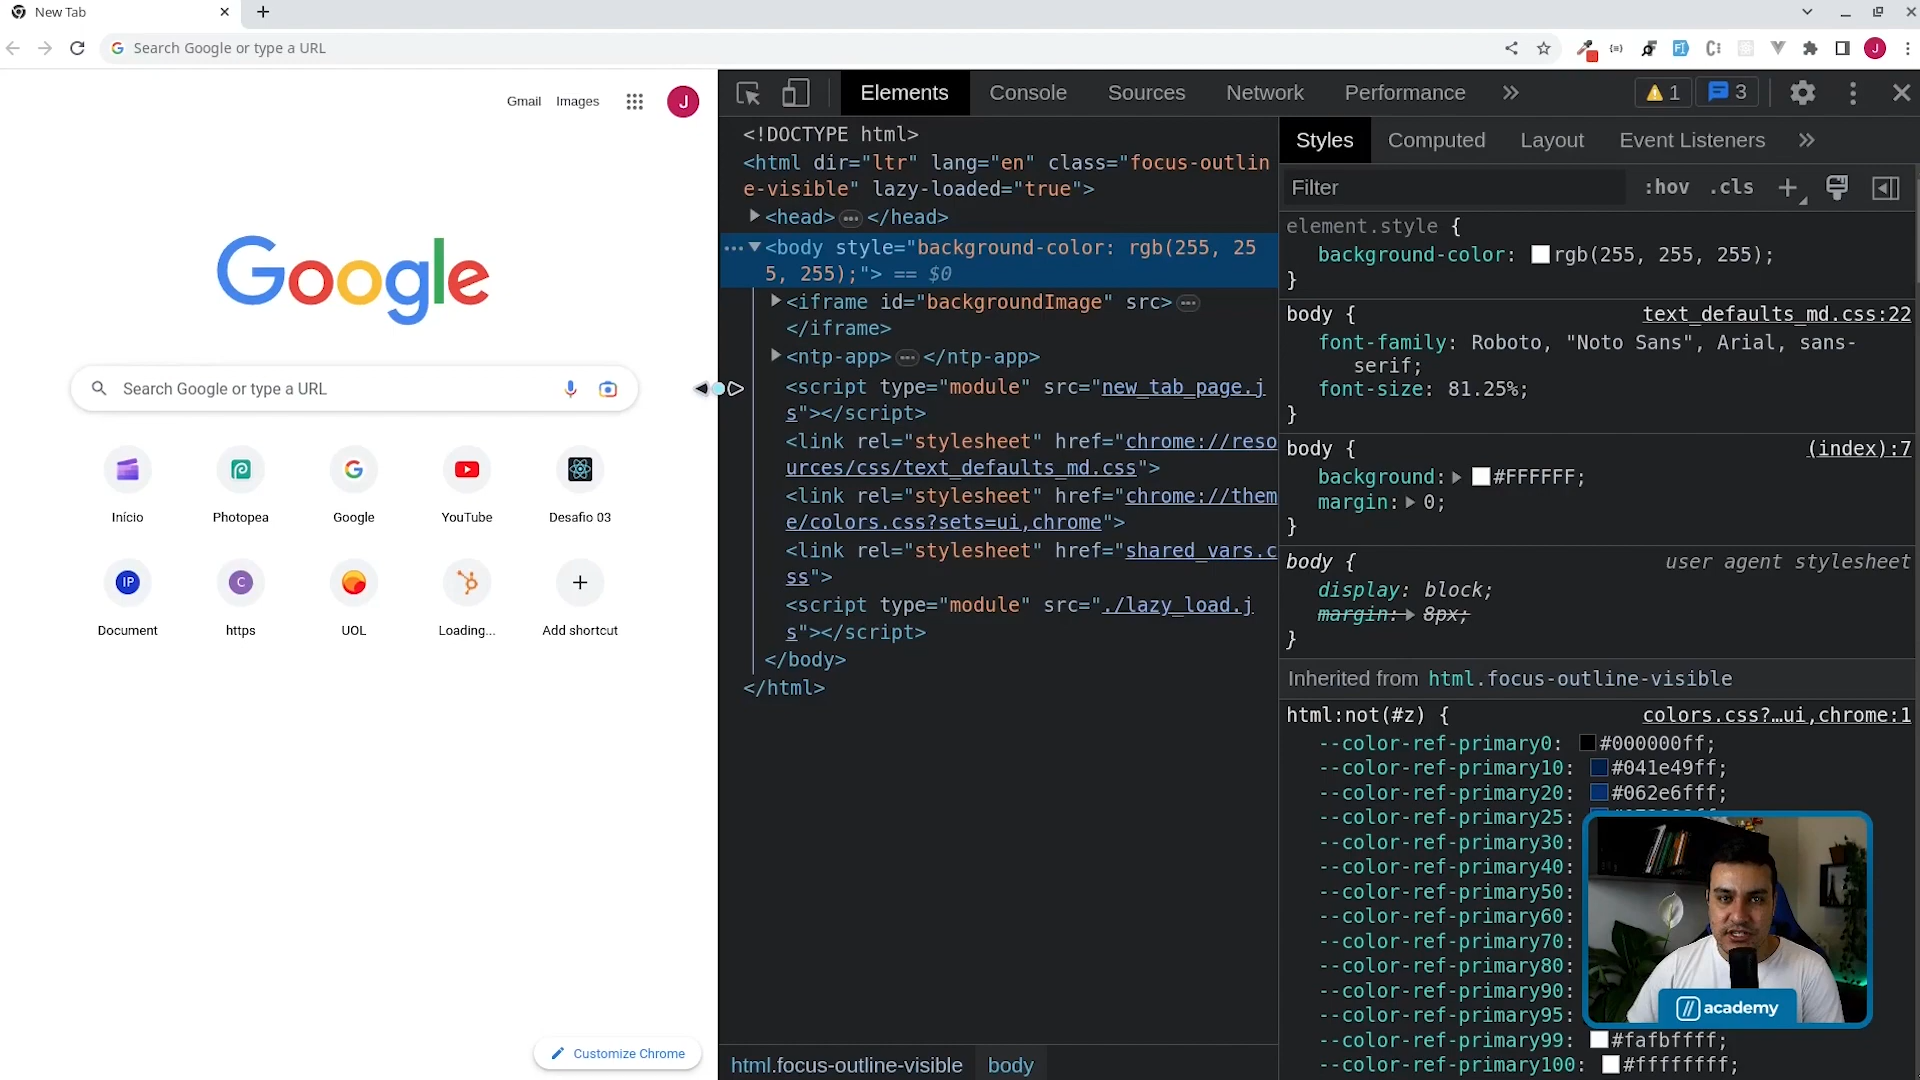 New Tab
Search Google or type a URL
J
Gmail Images
J
Google
Search Google or type a URL
Início Photopea Google YouTube Desafio 03
IP C
Document https UOL Loading... Add shortcut
Customize Chrome
Elements Console Sources Network Performance 1 3
<!DOCTYPE html>
<html dir="ltr" lang="en" class="focus-outlin
e-visible" lazy-loaded="true">
<head> </head>
<body style="background-color: rgb(255, 25
5, 255);"> == $0
<iframe id="backgroundImage" src>
</iframe>
<ntp-app> </ntp-app>
<script type="module" src="new_tab_page.j
s"></script>
<link rel="stylesheet" href="chrome://reso
urces/css/text_defaults_md.css">
<link rel="stylesheet" href="chrome://them
e/colors.css?sets=ui,chrome">
<link rel="stylesheet" href="shared_vars.c
ss">
<script type="module" src="./lazy_load.j
s"></script>
</body>
</html>
html.focus-outline-visible body
Styles Computed Layout Event Listeners
Filter :hov .cls
element.style {
background-color: rgb(255, 255, 255);
}
body { text_defaults_md.css:22
font-family: Roboto, "Noto Sans", Arial, sans-
serif;
font-size: 81.25%;
}
body { (index):7
background: #FFFFFF;
margin: 0;
}
body { user agent stylesheet
display: block;
margin: 8px;
}
Inherited from html.focus-outline-visible
html:not(#z) { colors.css?…ui,chrome:1
--color-ref-primary0: #000000ff;
--color-ref-primary10: #041e49ff;
--color-ref-primary20: #062e6fff;
--color-ref-primary25:
--color-ref-primary30:
--color-ref-primary40:
--color-ref-primary50:
--color-ref-primary60:
--color-ref-primary70:
--color-ref-primary80:
--color-ref-primary90:
--color-ref-primary95:
--color-ref-primary99: #fafbffff;
--color-ref-primary100: #ffffffff;
// academy